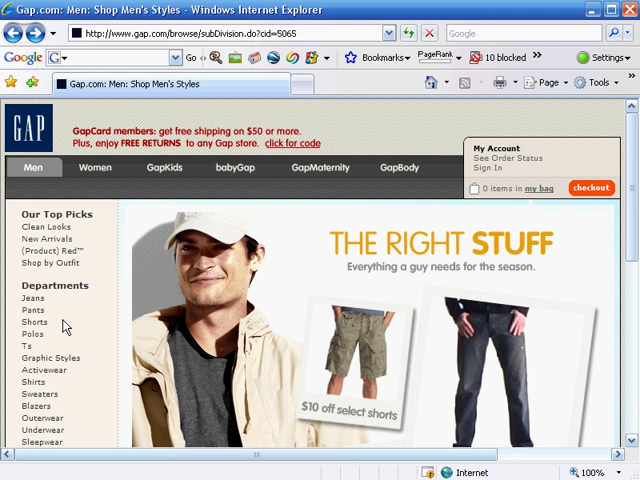 Gap.com: Men: Shop Men's Styles - Windows Internet Explorer
http://www.gap.com/browse/subDivision.do?cid=5065
Google
Google
G
Go
Bookmarks
PageRank
10 blocked
Settings
Gap.com: Men: Shop Men's Styles
Page
Tools
GAP
GapCard members: get free shipping on $50 or more.
Plus, enjoy FREE RETURNS to any Gap store. click for code
My Account
See Order Status
Sign In
0 items in my bag
checkout
Men
Women
GapKids
babyGap
GapMaternity
GapBody
Our Top Picks
Clean Looks
New Arrivals
(Product) Red™
Shop by Outfit
Departments
Jeans
Pants
Shorts
Polos
Ts
Graphic Styles
Activewear
Shirts
Sweaters
Blazers
Outerwear
Underwear
Sleepwear
THE RIGHT STUFF
Everything a guy needs for the season.
$10 off select shorts
Internet
100%